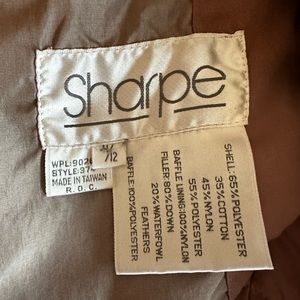 Sharpe
/12
WPL:902
STYLE:97
MADE IN TAIWAN
R. O. C.
SHELL: 65% POLYESTER
35% COTTON
45% NYLON
55% POLYESTER
BAFFLE LINING: 100% NYLON
FILLER: 80% DOWN
20% WATERFOWL
FEATHERS
BAFFLE: 100% POLYESTER